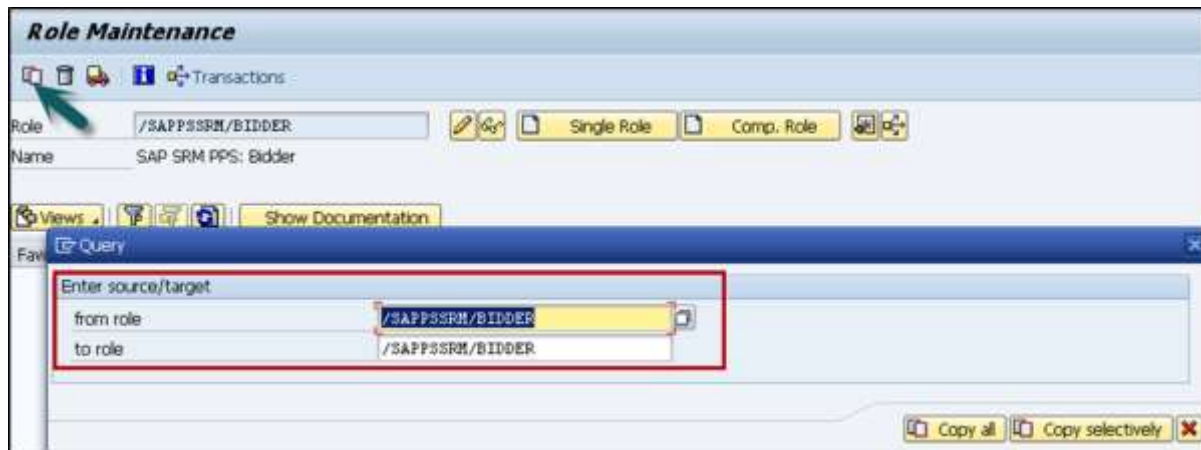 Role Maintenance
Transactions
Role /SAPPSSRM/BIDDER Single Role Comp. Role
Name SAP SRM PPS: Bidder
Views Show Documentation
Fav
Query
Enter source/target
from role /SAPPSSRM/BIDDER
to role /SAPPSSRM/BIDDER
Copy all Copy selectively